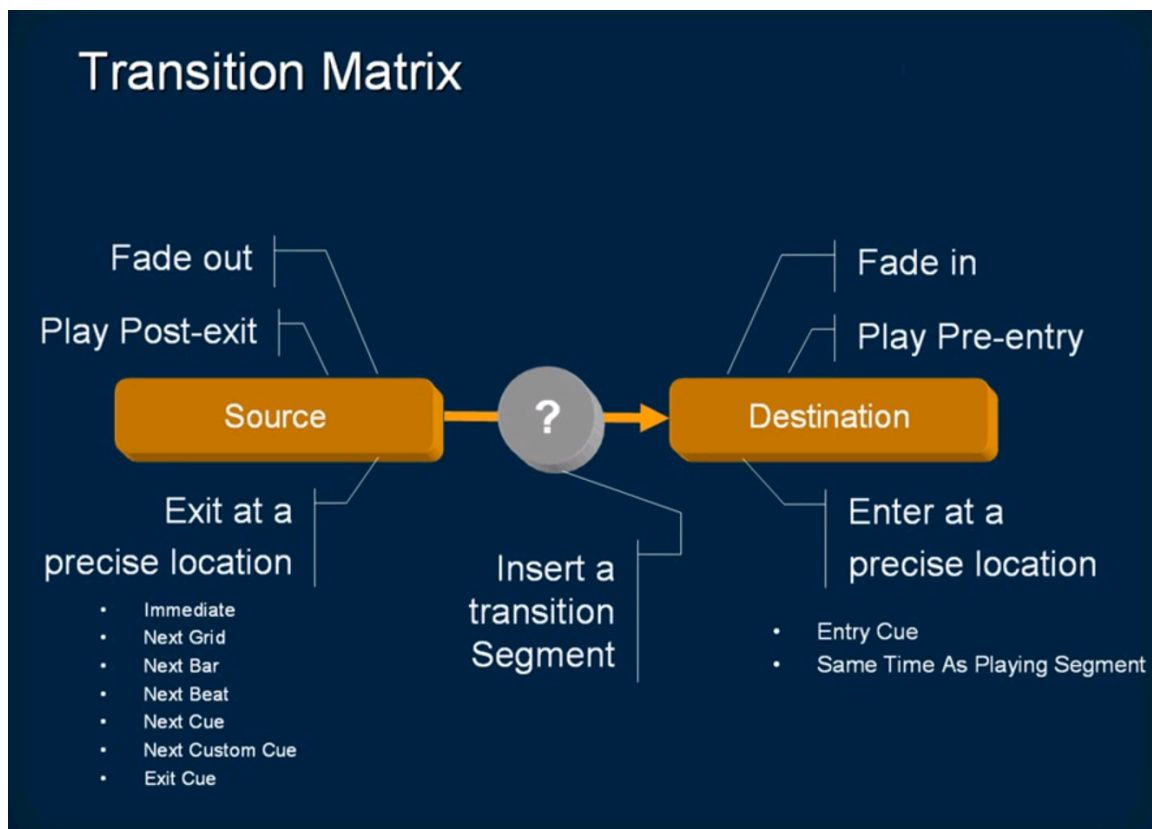 Transition Matrix
Fade out
Play Post-exit
Fade in
Play Pre-entry
Source
?
Destination
Exit at a
precise location
• Immediate
• Next Grid
• Next Bar
• Next Beat
• Next Cue
• Next Custom Cue
• Exit Cue
Insert a
transition
Segment
Enter at a
precise location
• Entry Cue
• Same Time As Playing Segment